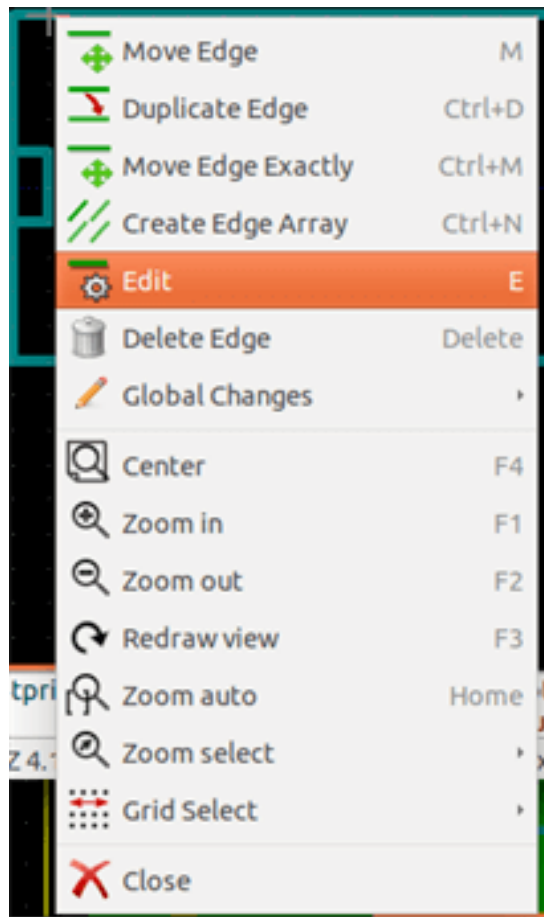 Move Edge M
Duplicate Edge Ctrl+D
Move Edge Exactly Ctrl+M
Create Edge Array Ctrl+N
Edit E
Delete Edge Delete
Global Changes
Center F4
Zoom in F1
Zoom out F2
Redraw view F3
tpri Zoom auto Home
Z 4. Zoom select
Grid Select
Close